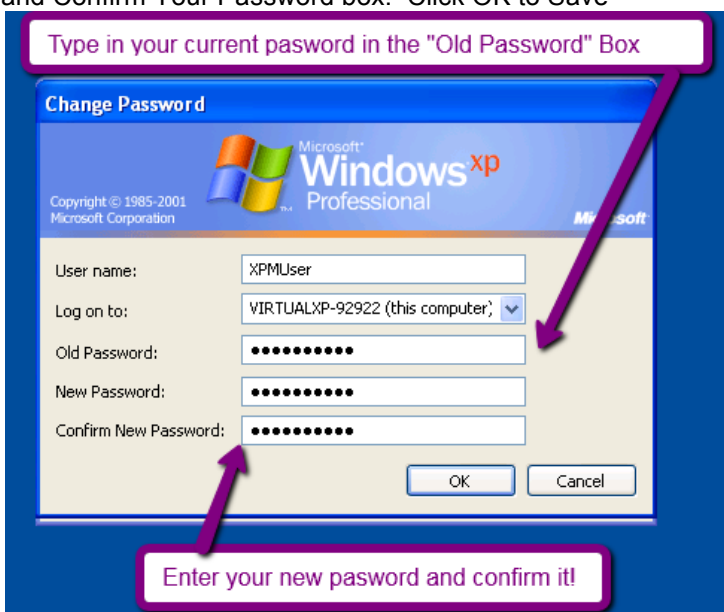 and Confirm Your Password box. Click OK to Save
Type in your current pasword in the "Old Password" Box
Change Password
Microsoft®
Windows xp
Professional
Copyright © 1985-2001
Microsoft Corporation
Microsoft
User name:
XPMUser
Log on to:
VIRTUALXP-92922 (this computer)
Old Password:
••••••••••
New Password:
••••••••••
Confirm New Password:
••••••••••
OK
Cancel
Enter your new pasword and confirm it!